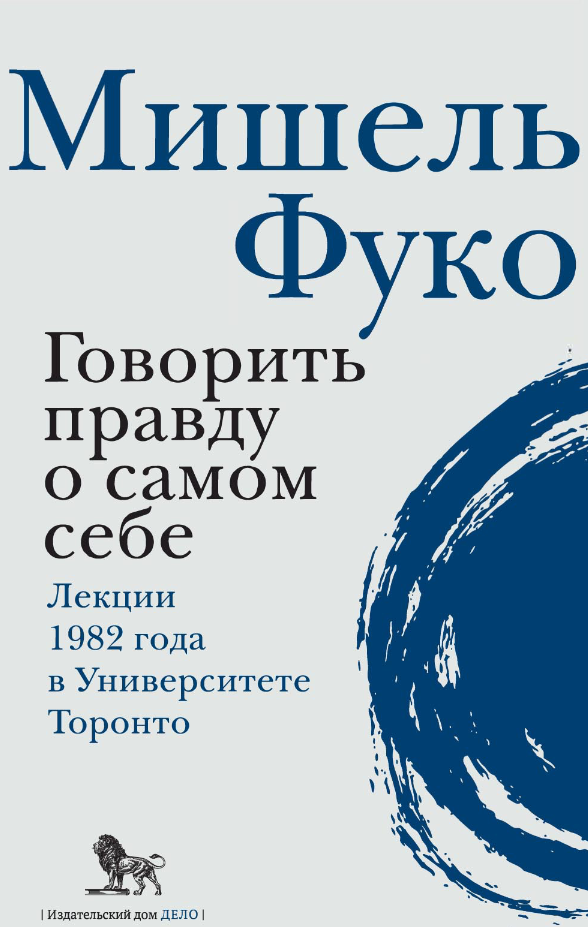 Мишель
Фуко
Говорить
правду
о самом
себе
Лекции
1982 года
в Университете
Торонто
| Издательский дом ДЕЛО |